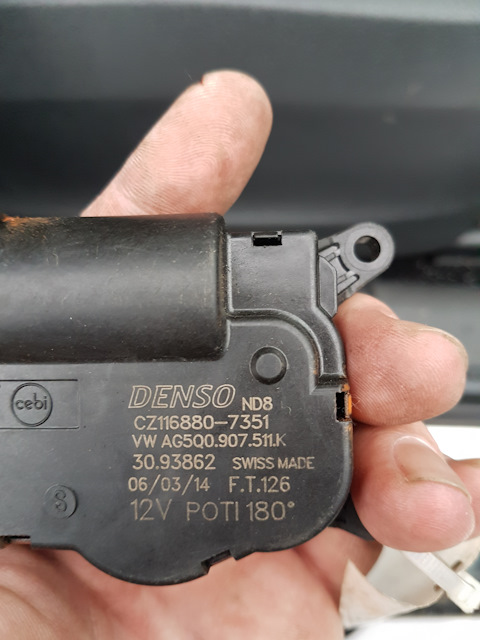 DENSO ND8
CZ116880-7351
VW AG5Q0.907.511.K
cebi
30.93862 SWISS MADE
06/03/14 F.T.126
S
12V POTI 180°